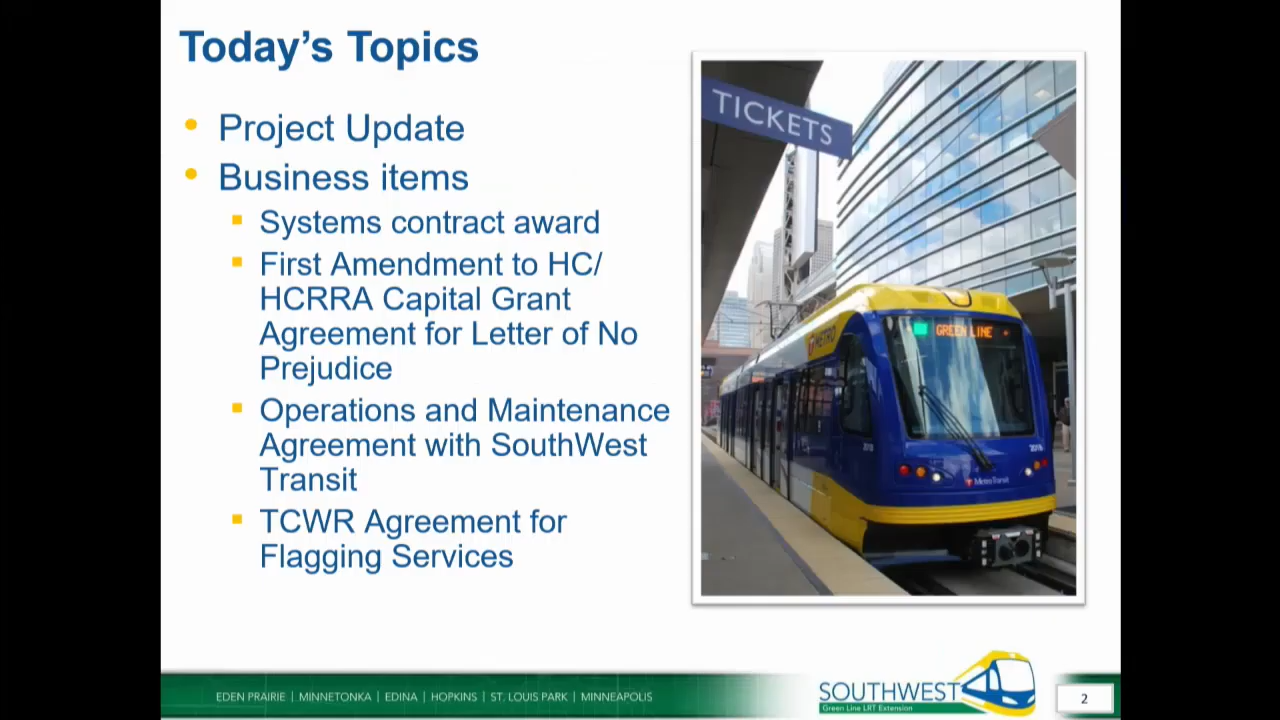 Today's Topics
• Project Update
• Business items
▪ Systems contract award
▪ First Amendment to HC/
HCRRA Capital Grant
Agreement for Letter of No
Prejudice
▪ Operations and Maintenance
Agreement with SouthWest
Transit
▪ TCWR Agreement for
Flagging Services
TICKETS
GREEN LINE
METRO
MetroTransit
EDEN PRAIRIE | MINNETONKA | EDINA | HOPKINS | ST. LOUIS PARK | MINNEAPOLIS
SOUTHWEST
Green Line LRT Extension
2